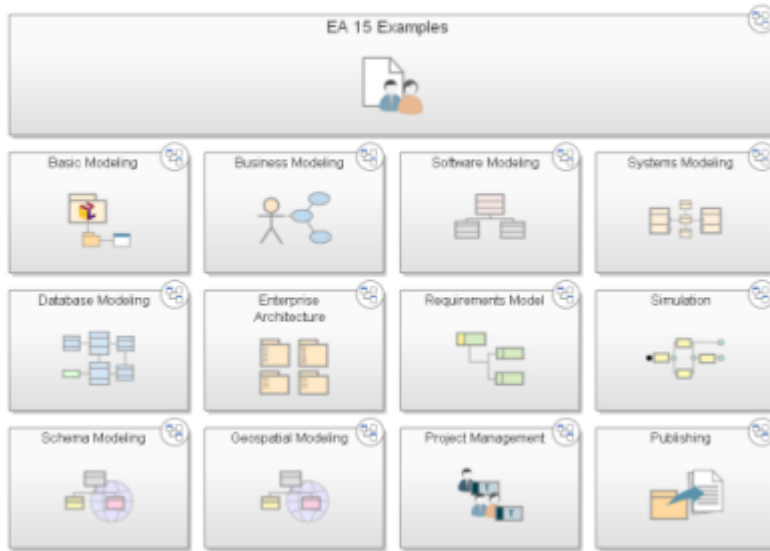 EA 15 Examples
Basic Modeling
Business Modeling
Software Modeling
Systems Modeling
Database Modeling
Enterprise
Architecture
Requirements Model
Simulation
Schema Modeling
Geospatial Modeling
Project Management
Publishing